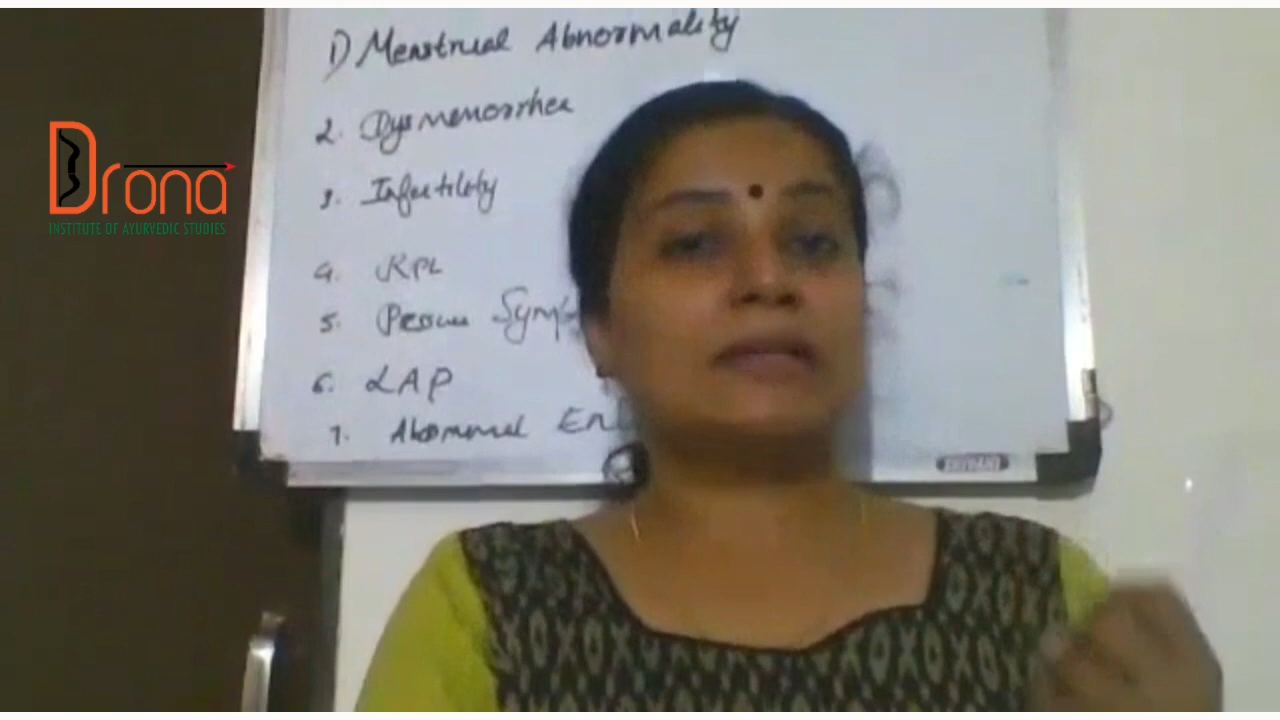 Drona
INSTITUTE OF AYURVEDIC STUDIES
1) Menstrual Abnormality
2. Dysmenorrhea
3. Infertility
4. RPL
5. Pressure Symp
6. LAP
7. Abdominal En